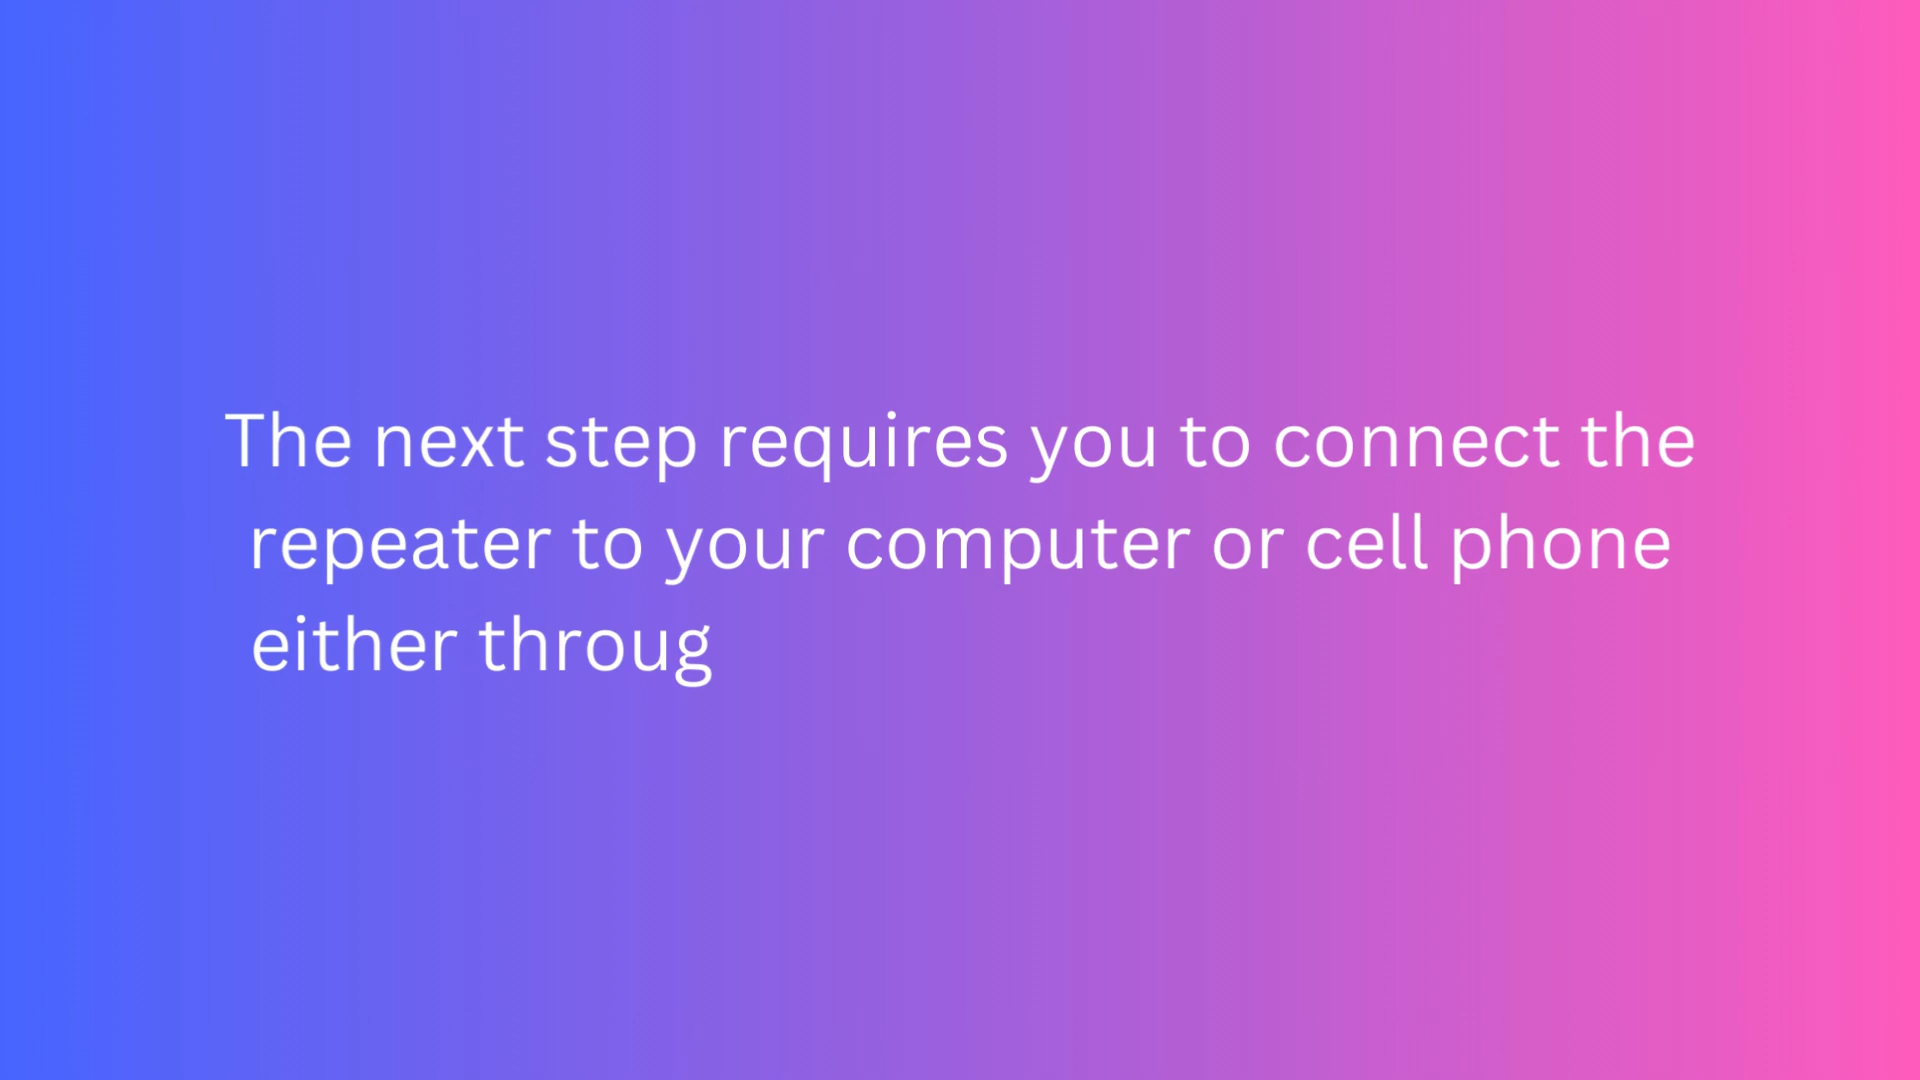 The next step requires you to connect the
repeater to your computer or cell phone
either throug